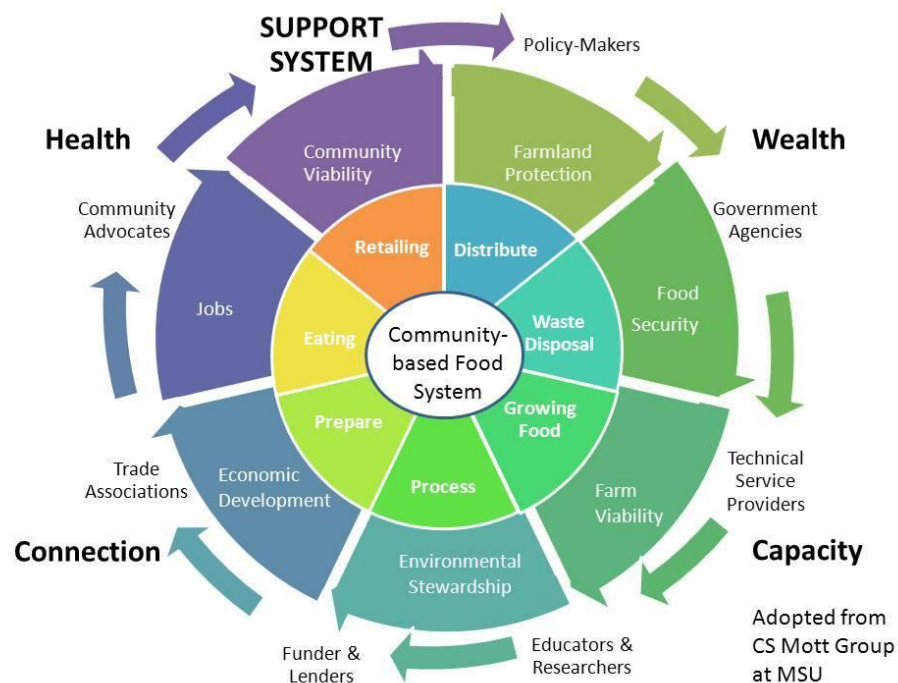 SUPPORT
SYSTEM
Policy-Makers
Health
Wealth
Community
Viability
Farmland
Protection
Community
Advocates
Government
Agencies
Retailing
Distribute
Jobs
Food
Security
Eating
Waste
Disposal
Community-
based Food
System
Prepare
Growing
Food
Process
Trade
Associations
Economic
Development
Farm
Viability
Technical
Service
Providers
Connection
Environmental
Stewardship
Capacity
Funder &
Lenders
Educators &
Researchers
Adopted from
CS Mott Group
at MSU